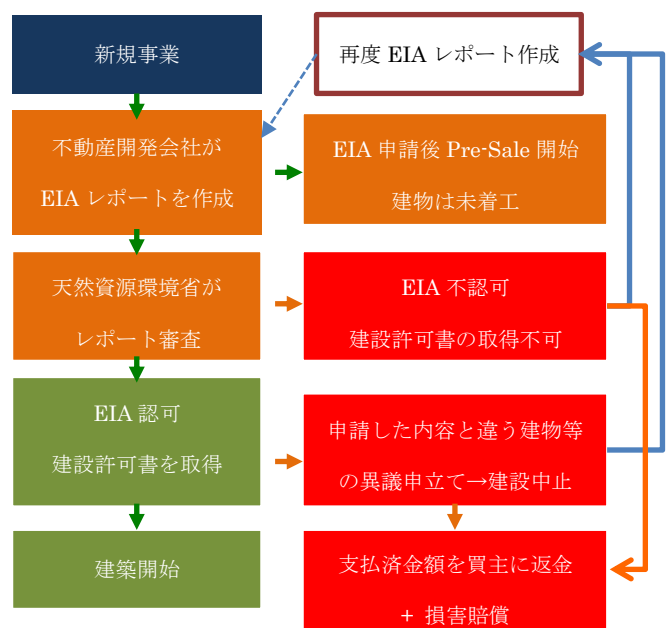 新規事業
再度 EIA レポート作成
不動産開発会社が
EIA レポートを作成
EIA 申請後 Pre-Sale 開始
建物は未着工
天然資源環境省が
レポート審査
EIA 不認可
建設許可書の取得不可
EIA 認可
建設許可書を取得
申請した内容と違う建物等
の異議申立て→建設中止
建築開始
支払済金額を買主に返金
+ 損害賠償